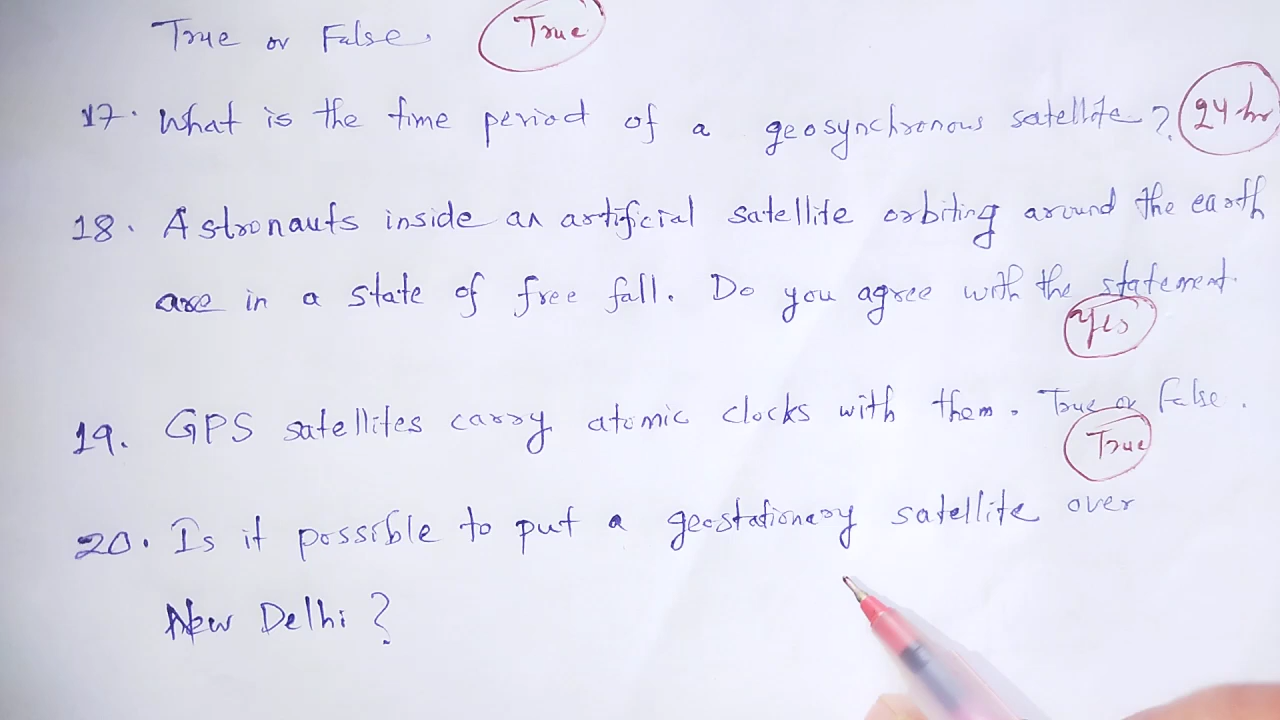 True or False. True
17. What is the time period of a geosynchronous satellite? 24 hr
18. Astronauts inside an artificial satellite orbiting around the earth
are in a state of free fall. Do you agree with the statement.
Yes
19. GPS satellites carry atomic clocks with them. True or False.
True
20. Is it possible to put a geostationary satellite over
New Delhi?